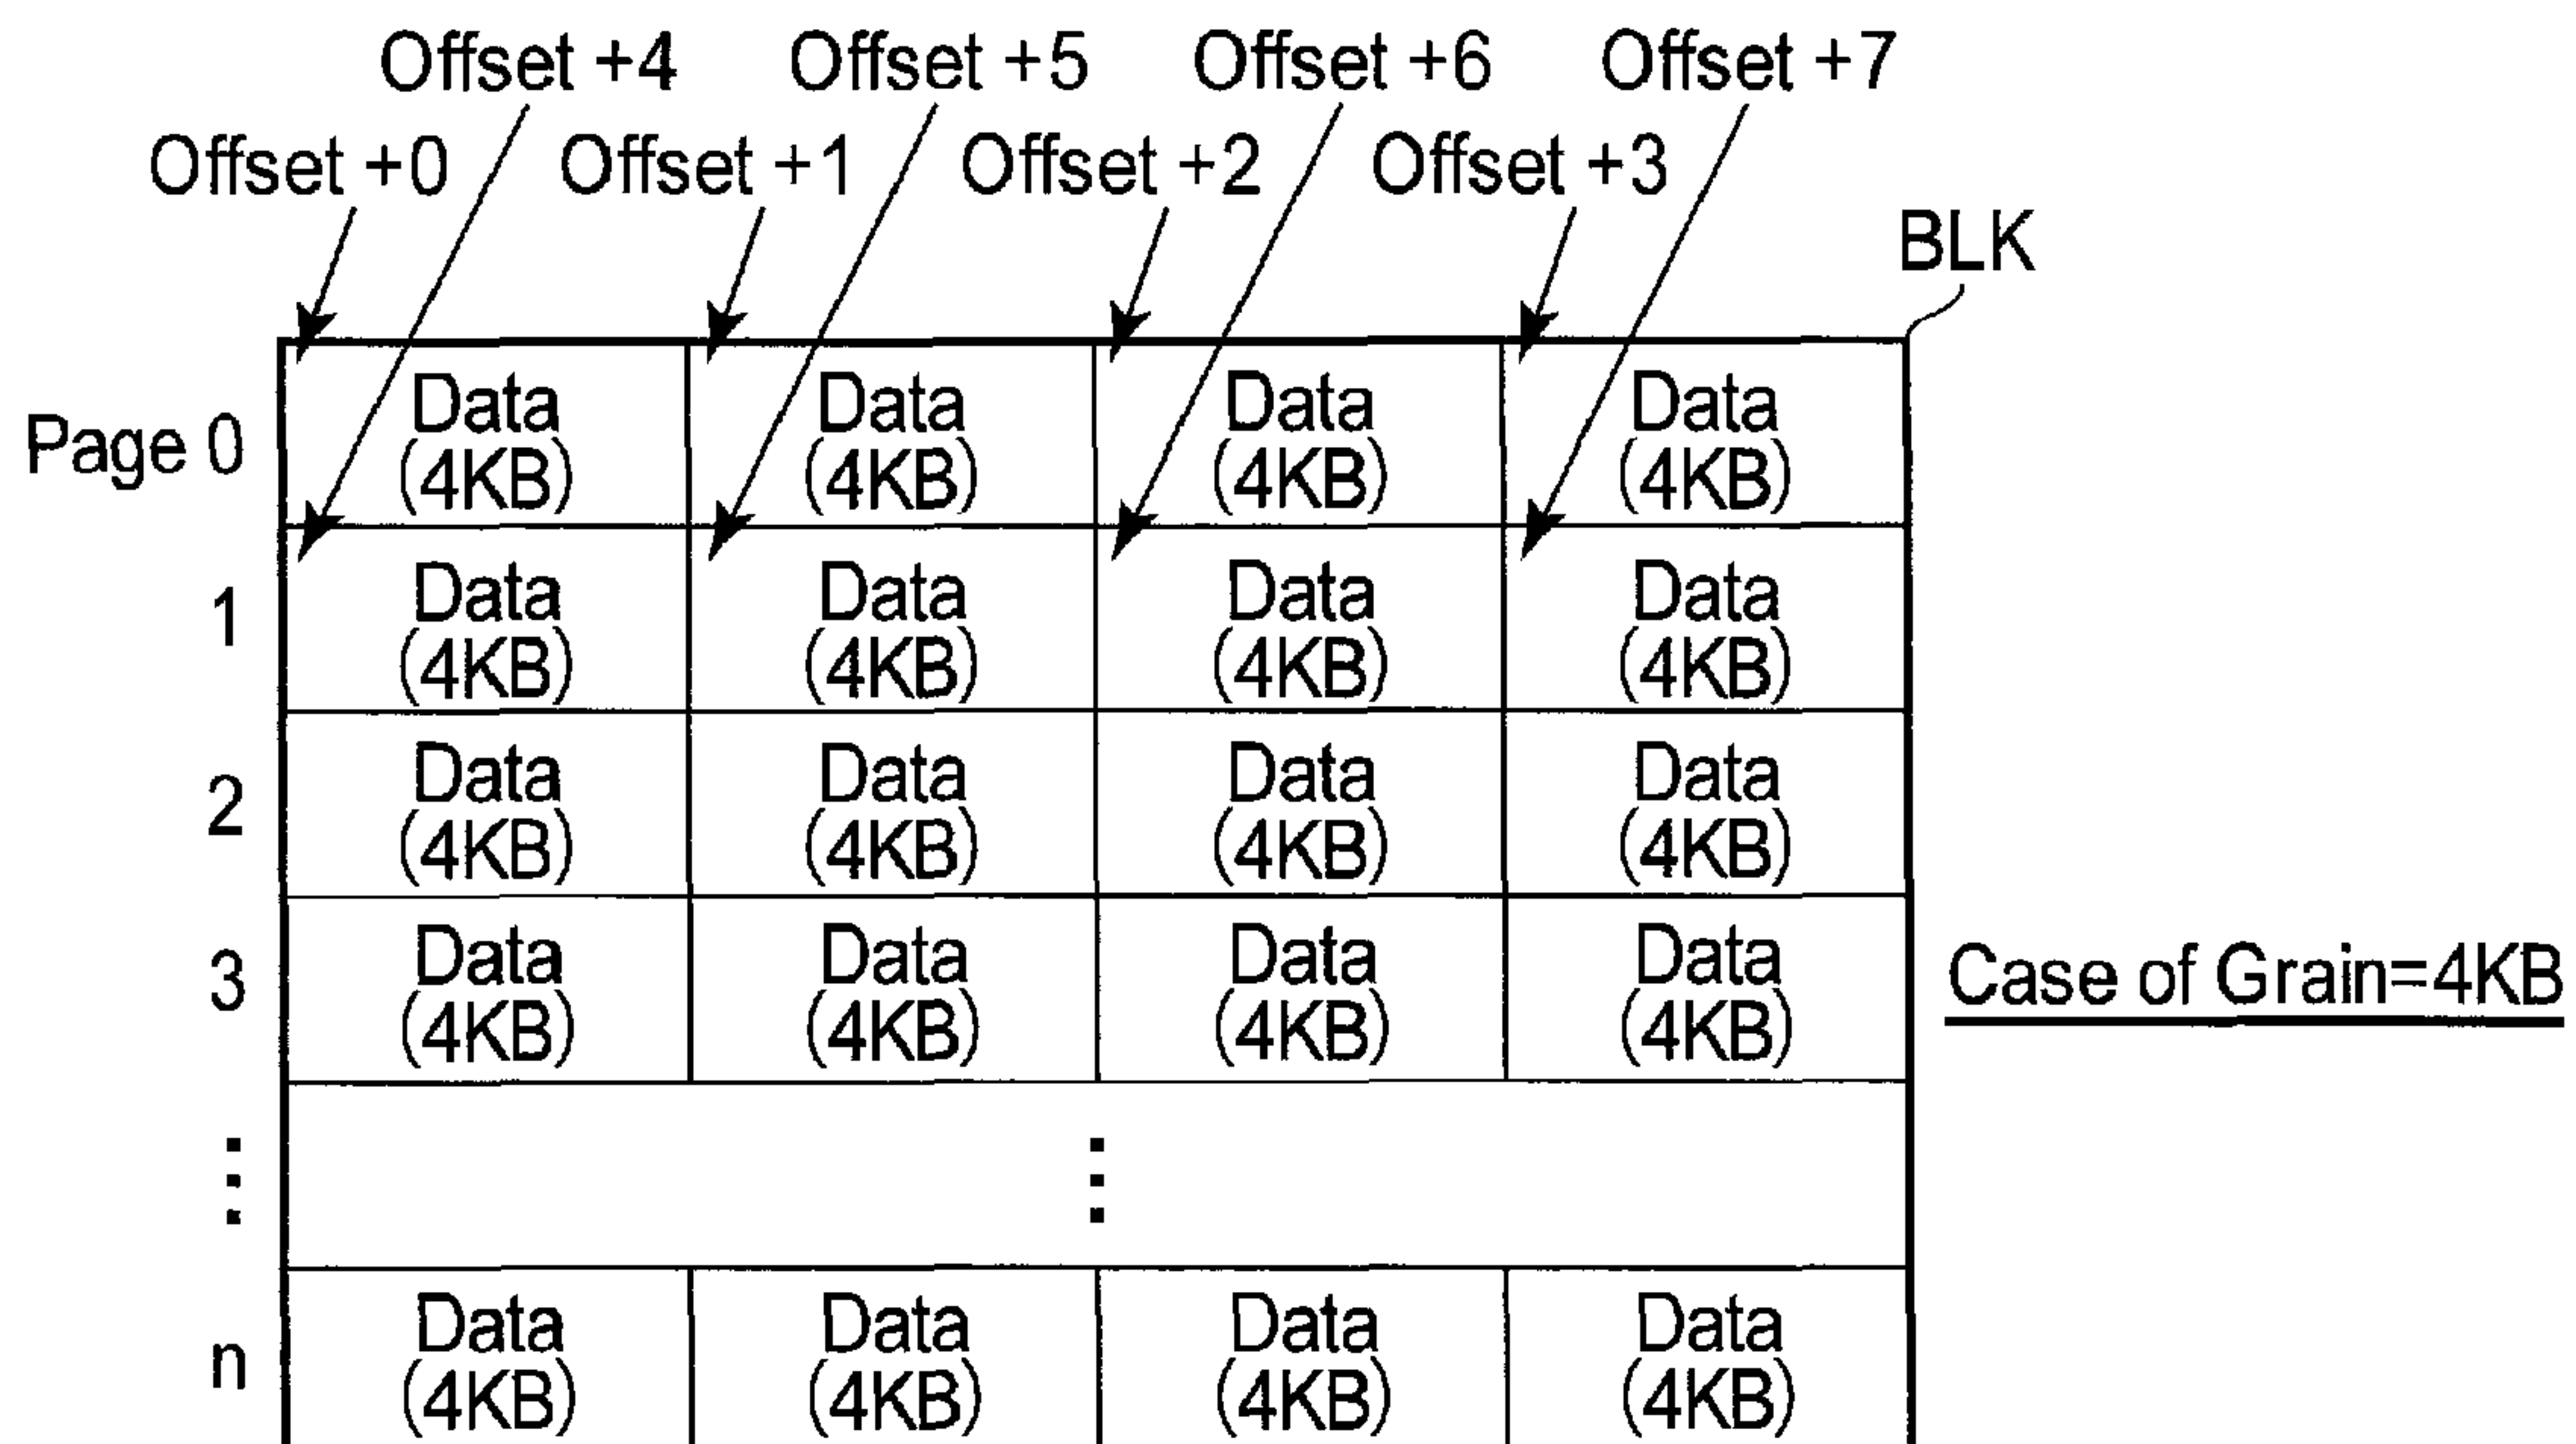 Offset +4 Offset +5 Offset +6 Offset +7
Offset +0 Offset +1 Offset +2 Offset +3
BLK
Page 0
Data Data Data Data
(4KB) (4KB) (4KB) (4KB)
1
Data Data Data Data
(4KB) (4KB) (4KB) (4KB)
2
Data Data Data Data
(4KB) (4KB) (4KB) (4KB)
3
Data Data Data Data
(4KB) (4KB) (4KB) (4KB)
Case of Grain=4KB
n
Data Data Data Data
(4KB) (4KB) (4KB) (4KB)